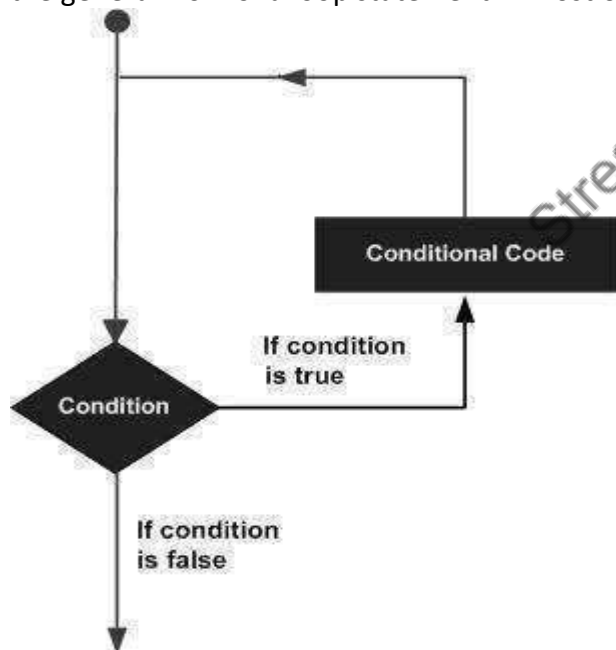 Conditional Code
If condition
is true
Condition
If condition
is false